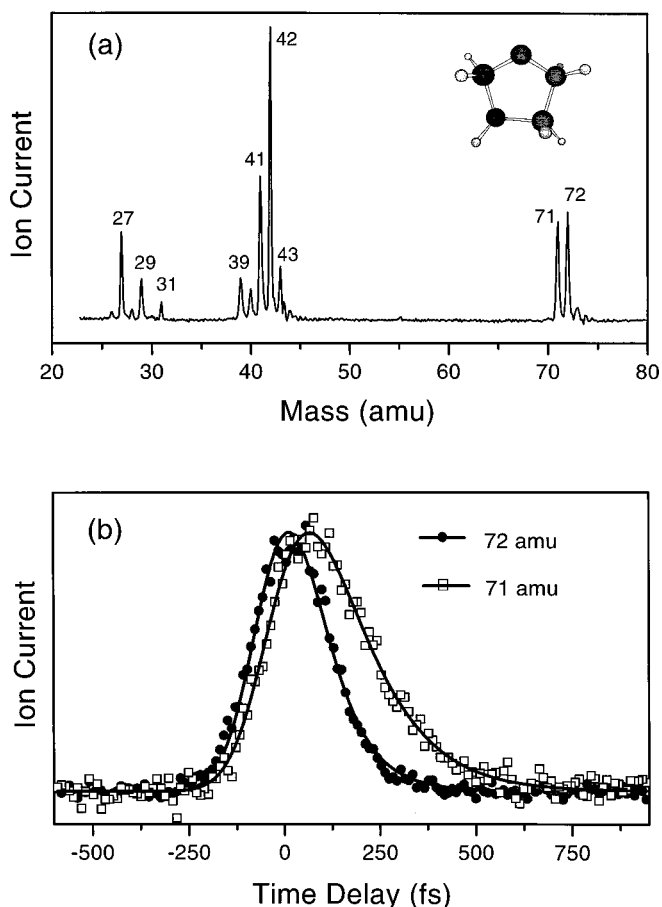 (a)
42
41
27
29
31
39
43
71
72
Ion Current
20 30 40 50 60 70 80
Mass (amu)
(b)
72 amu
71 amu
Ion Current
-500 -250 0 250 500 750
Time Delay (fs)